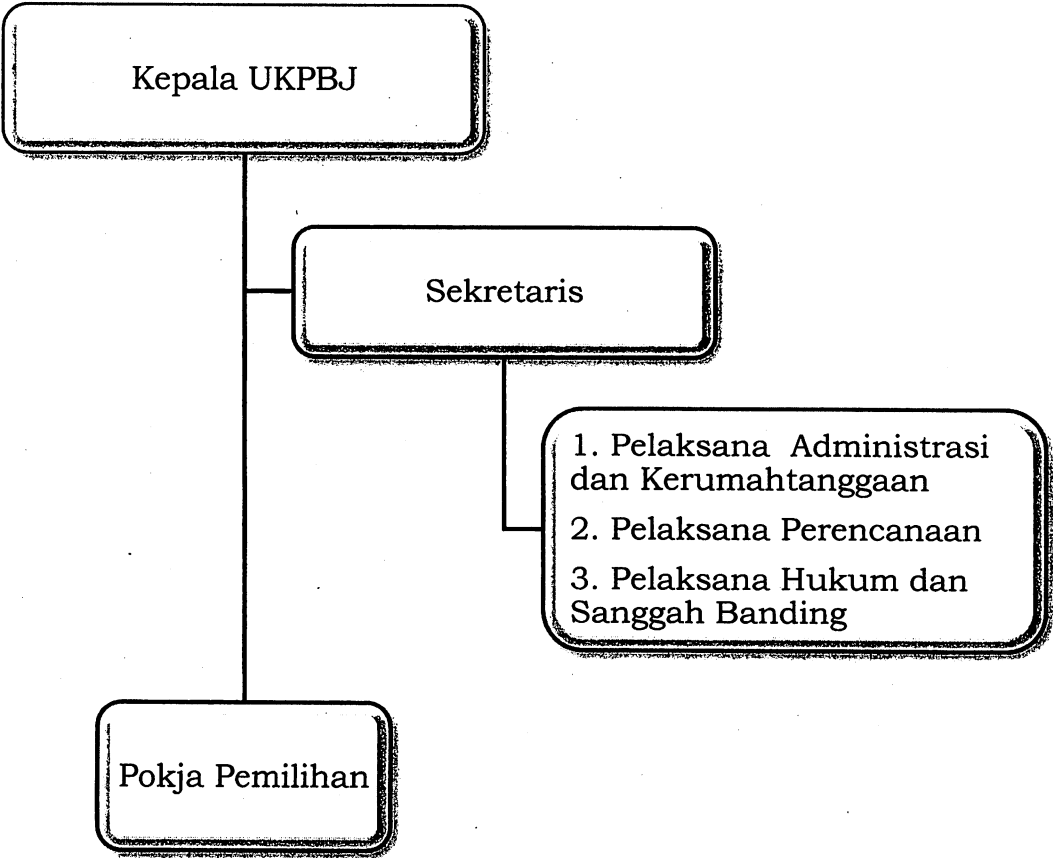 Kepala UKPBJ
Sekretaris
1. Pelaksana Administrasi
dan Kerumahtanggaan
2. Pelaksana Perencanaan
3. Pelaksana Hukum dan
Sanggah Banding
Pokja Pemilihan